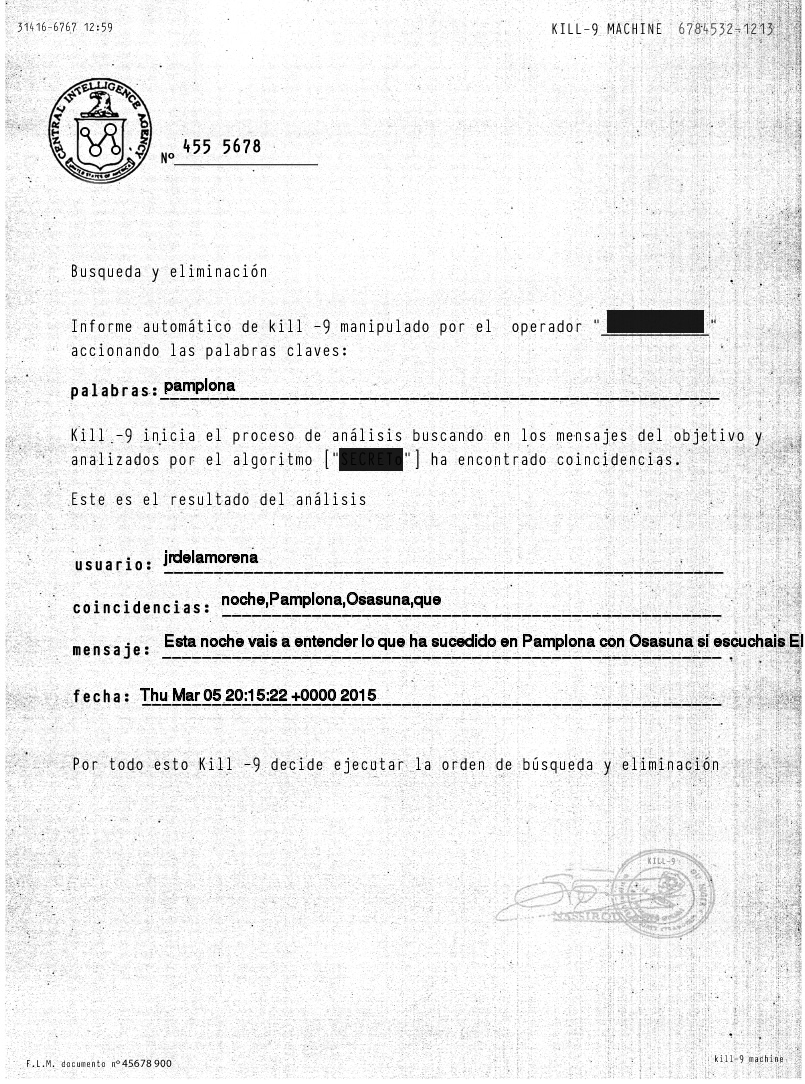 31416-6767 12:59
KILL-9 MACHINE 6784532-1213
CENTRAL INTELLIGENCE AGENCY
UNITED STATES OF AMERICA
Nº 455 5678
Busqueda y eliminación
Informe automático de kill -9 manipulado por el operador " "
accionando las palabras claves:
palabras: pamplona
Kill -9 inicia el proceso de análisis buscando en los mensajes del objetivo y
analizados por el algoritmo ["SECRETo"] ha encontrado coincidencias.
Este es el resultado del análisis
usuario: jrdelamorena
coincidencias: noche,Pamplona,Osasuna,que
mensaje: Esta noche vais a entender lo que ha sucedido en Pamplona con Osasuna si escuchais El
fecha: Thu Mar 05 20:15:22 +0000 2015
Por todo esto Kill -9 decide ejecutar la orden de búsqueda y eliminación
KILL-9
F.L.M. documento nº 45678 900
kill-9 machine